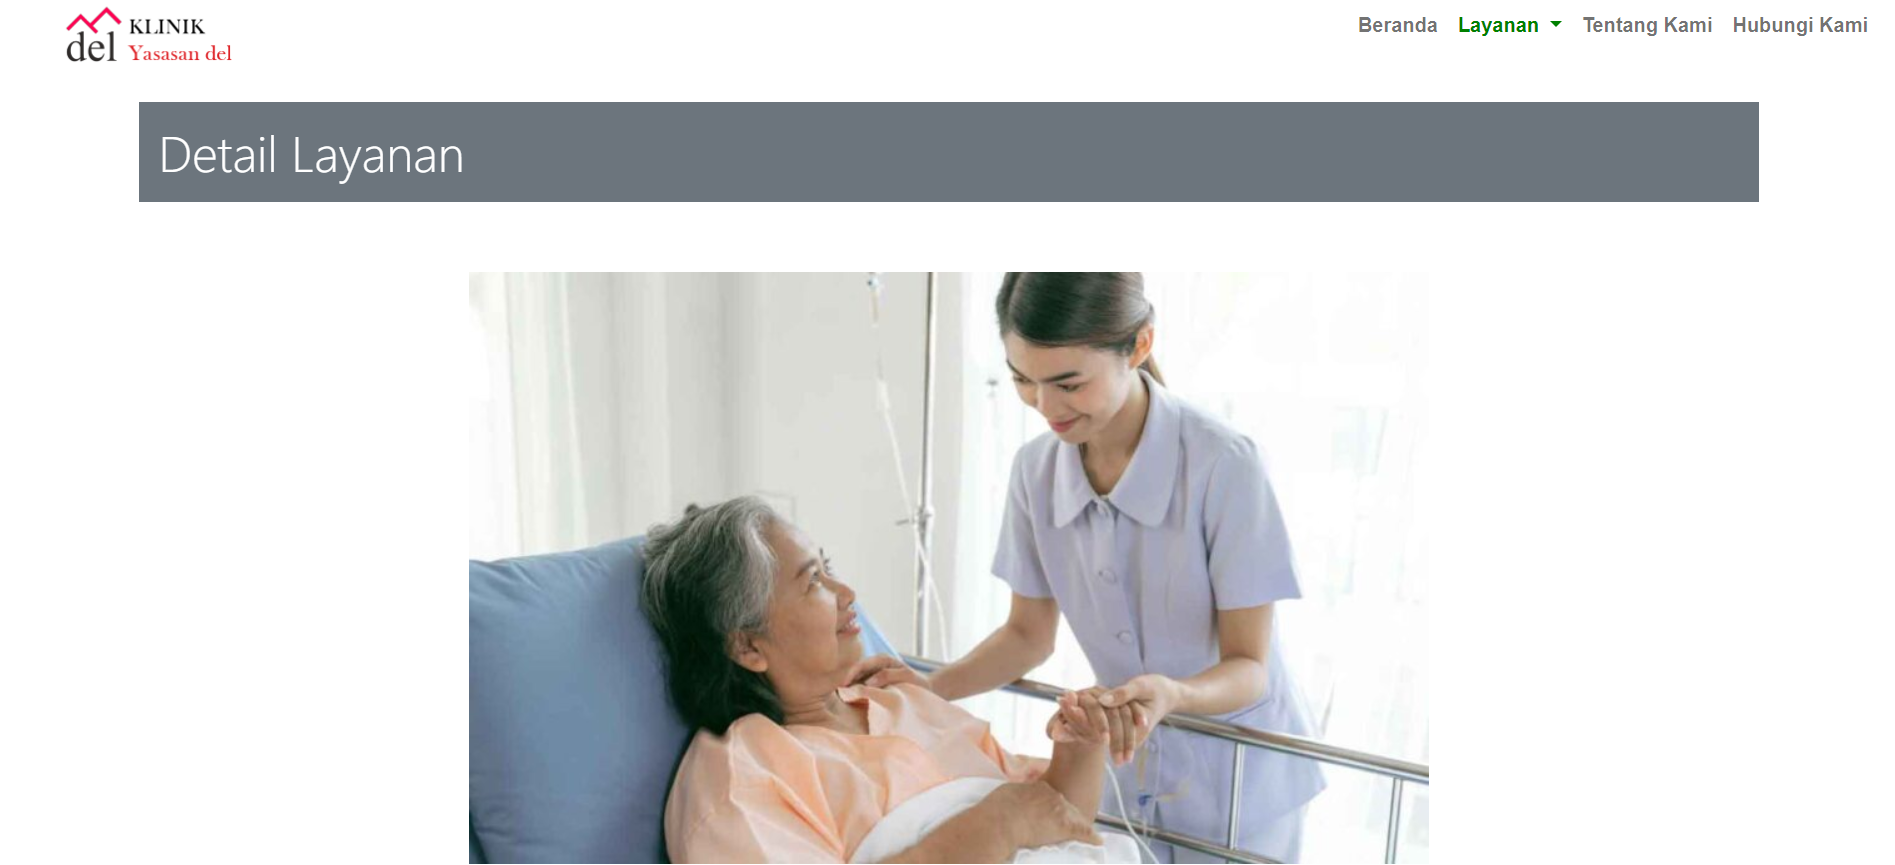 KLINIK
del Yasasan del
Beranda Layanan Tentang Kami Hubungi Kami
Detail Layanan